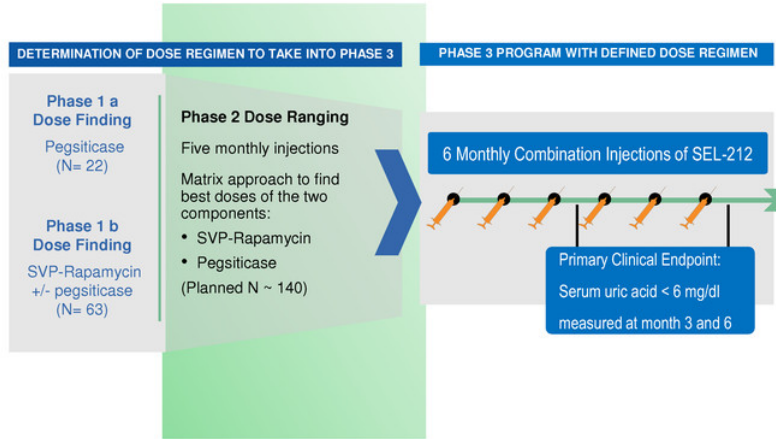 DETERMINATION OF DOSE REGIMEN TO TAKE INTO PHASE 3
Phase 1 a
Dose Finding
Pegsiticase
(N= 22)
Phase 1 b
Dose Finding
SVP-Rapamycin
+/- pegsiticase
(N= 63)
Phase 2 Dose Ranging
Five monthly injections
Matrix approach to find
best doses of the two
components:
• SVP-Rapamycin
• Pegsiticase
(Planned N ~ 140)
PHASE 3 PROGRAM WITH DEFINED DOSE REGIMEN
6 Monthly Combination Injections of SEL-212
Primary Clinical Endpoint:
Serum uric acid < 6 mg/dl
measured at month 3 and 6